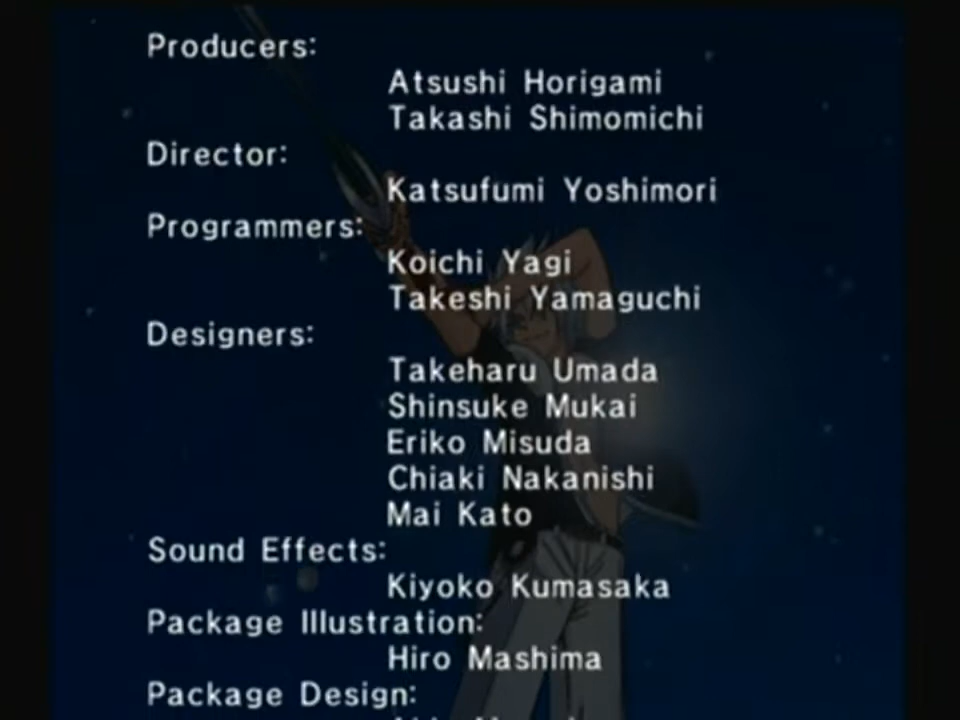 Producers:
Atsushi Horigami
Takashi Shimomichi
Director:
Katsufumi Yoshimori
Programmers:
Koichi Yagi
Takeshi Yamaguchi
Designers:
Takeharu Umada
Shinsuke Mukai
Eriko Misuda
Chiaki Nakanishi
Mai Kato
Sound Effects:
Kiyoko Kumasaka
Package Illustration:
Hiro Mashima
Package Design: